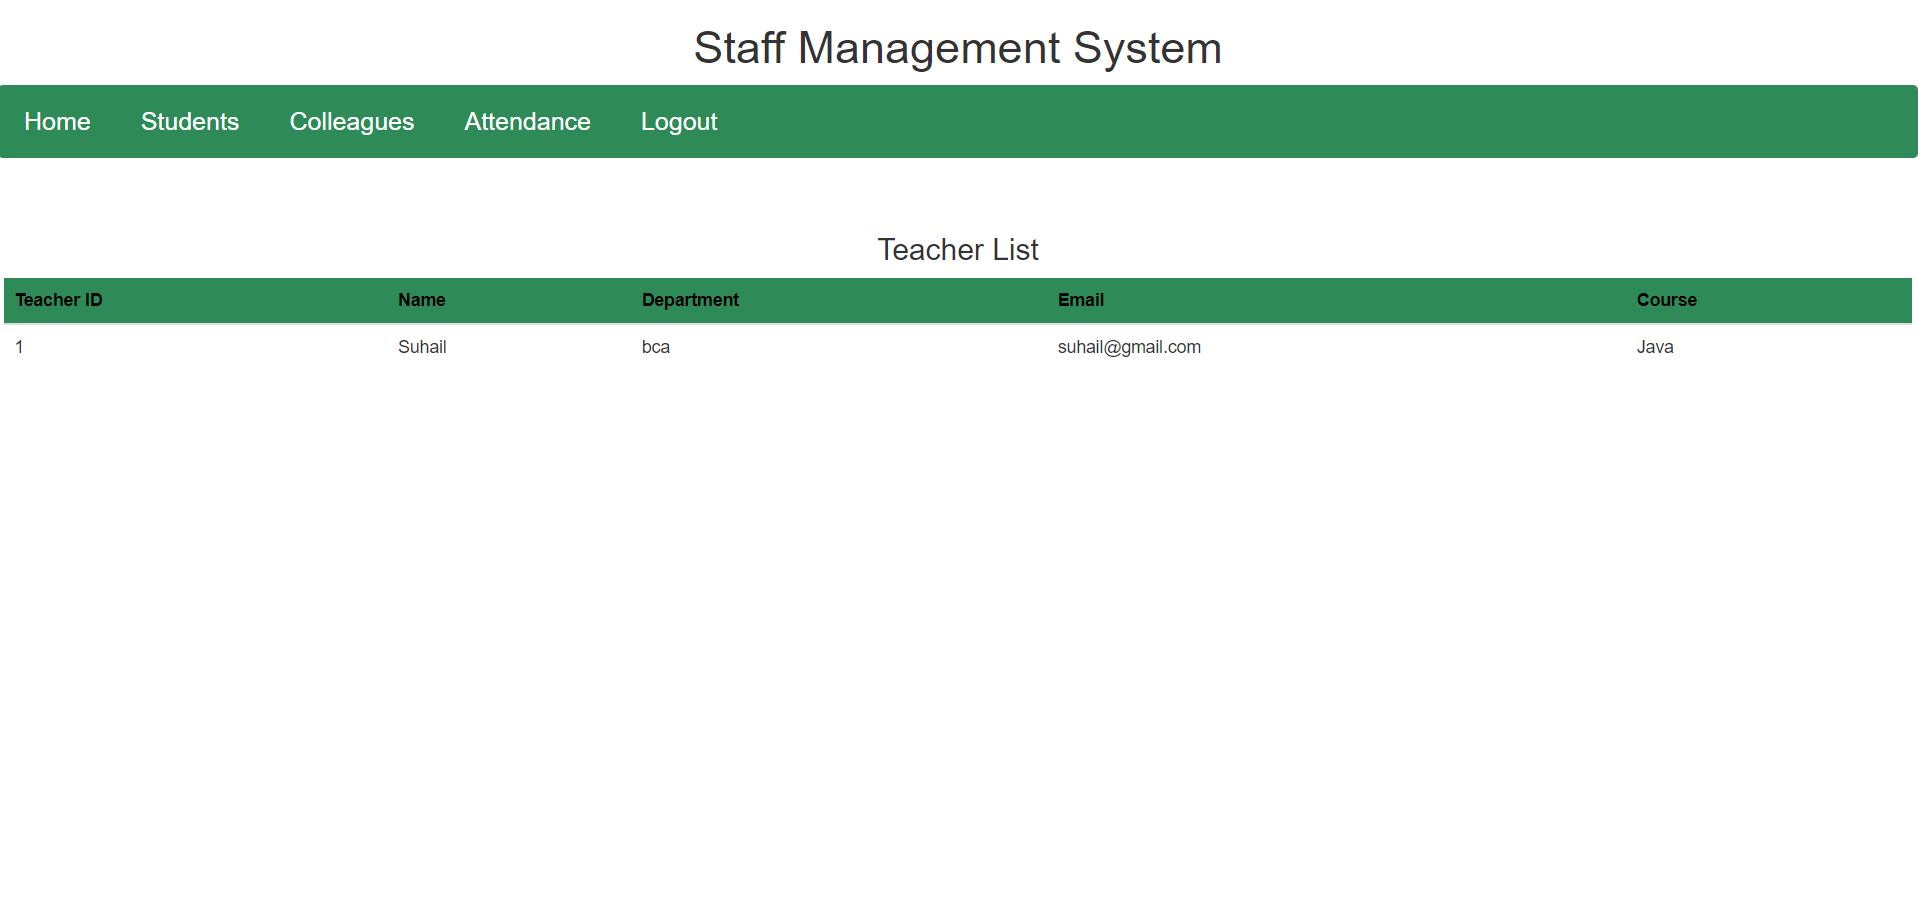 Staff Management System
Home Students Colleagues Attendance Logout
Teacher List
Teacher ID Name Department Email Course
1 Suhail bca suhail@gmail.com Java